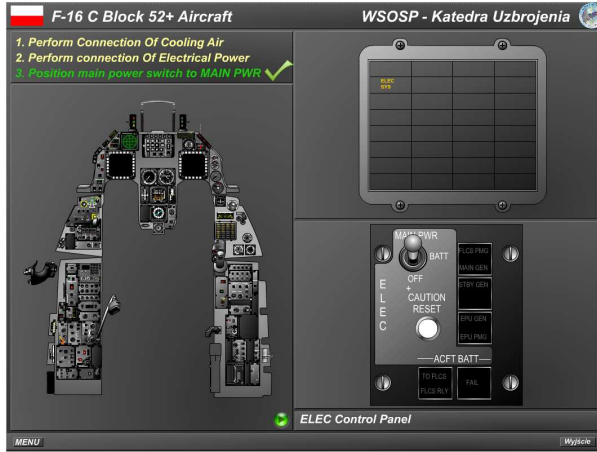 F-16 C Block 52+ Aircraft
WSOSP - Katedra Uzbrojenia
1. Perform Connection Of Cooling Air
2. Perform connection Of Electrical Power
3. Position main power switch to MAIN PWR
ELEC
SYS
MAIN PWR
BATT
OFF
+
CAUTION
RESET
ELEC
FLCS PMG
MAIN GEN
STBY GEN
EPU GEN
EPU PMG
ACFT BATT
TO FLCS
FLCS RLY
FAIL
ELEC Control Panel
MENU
Wyjście